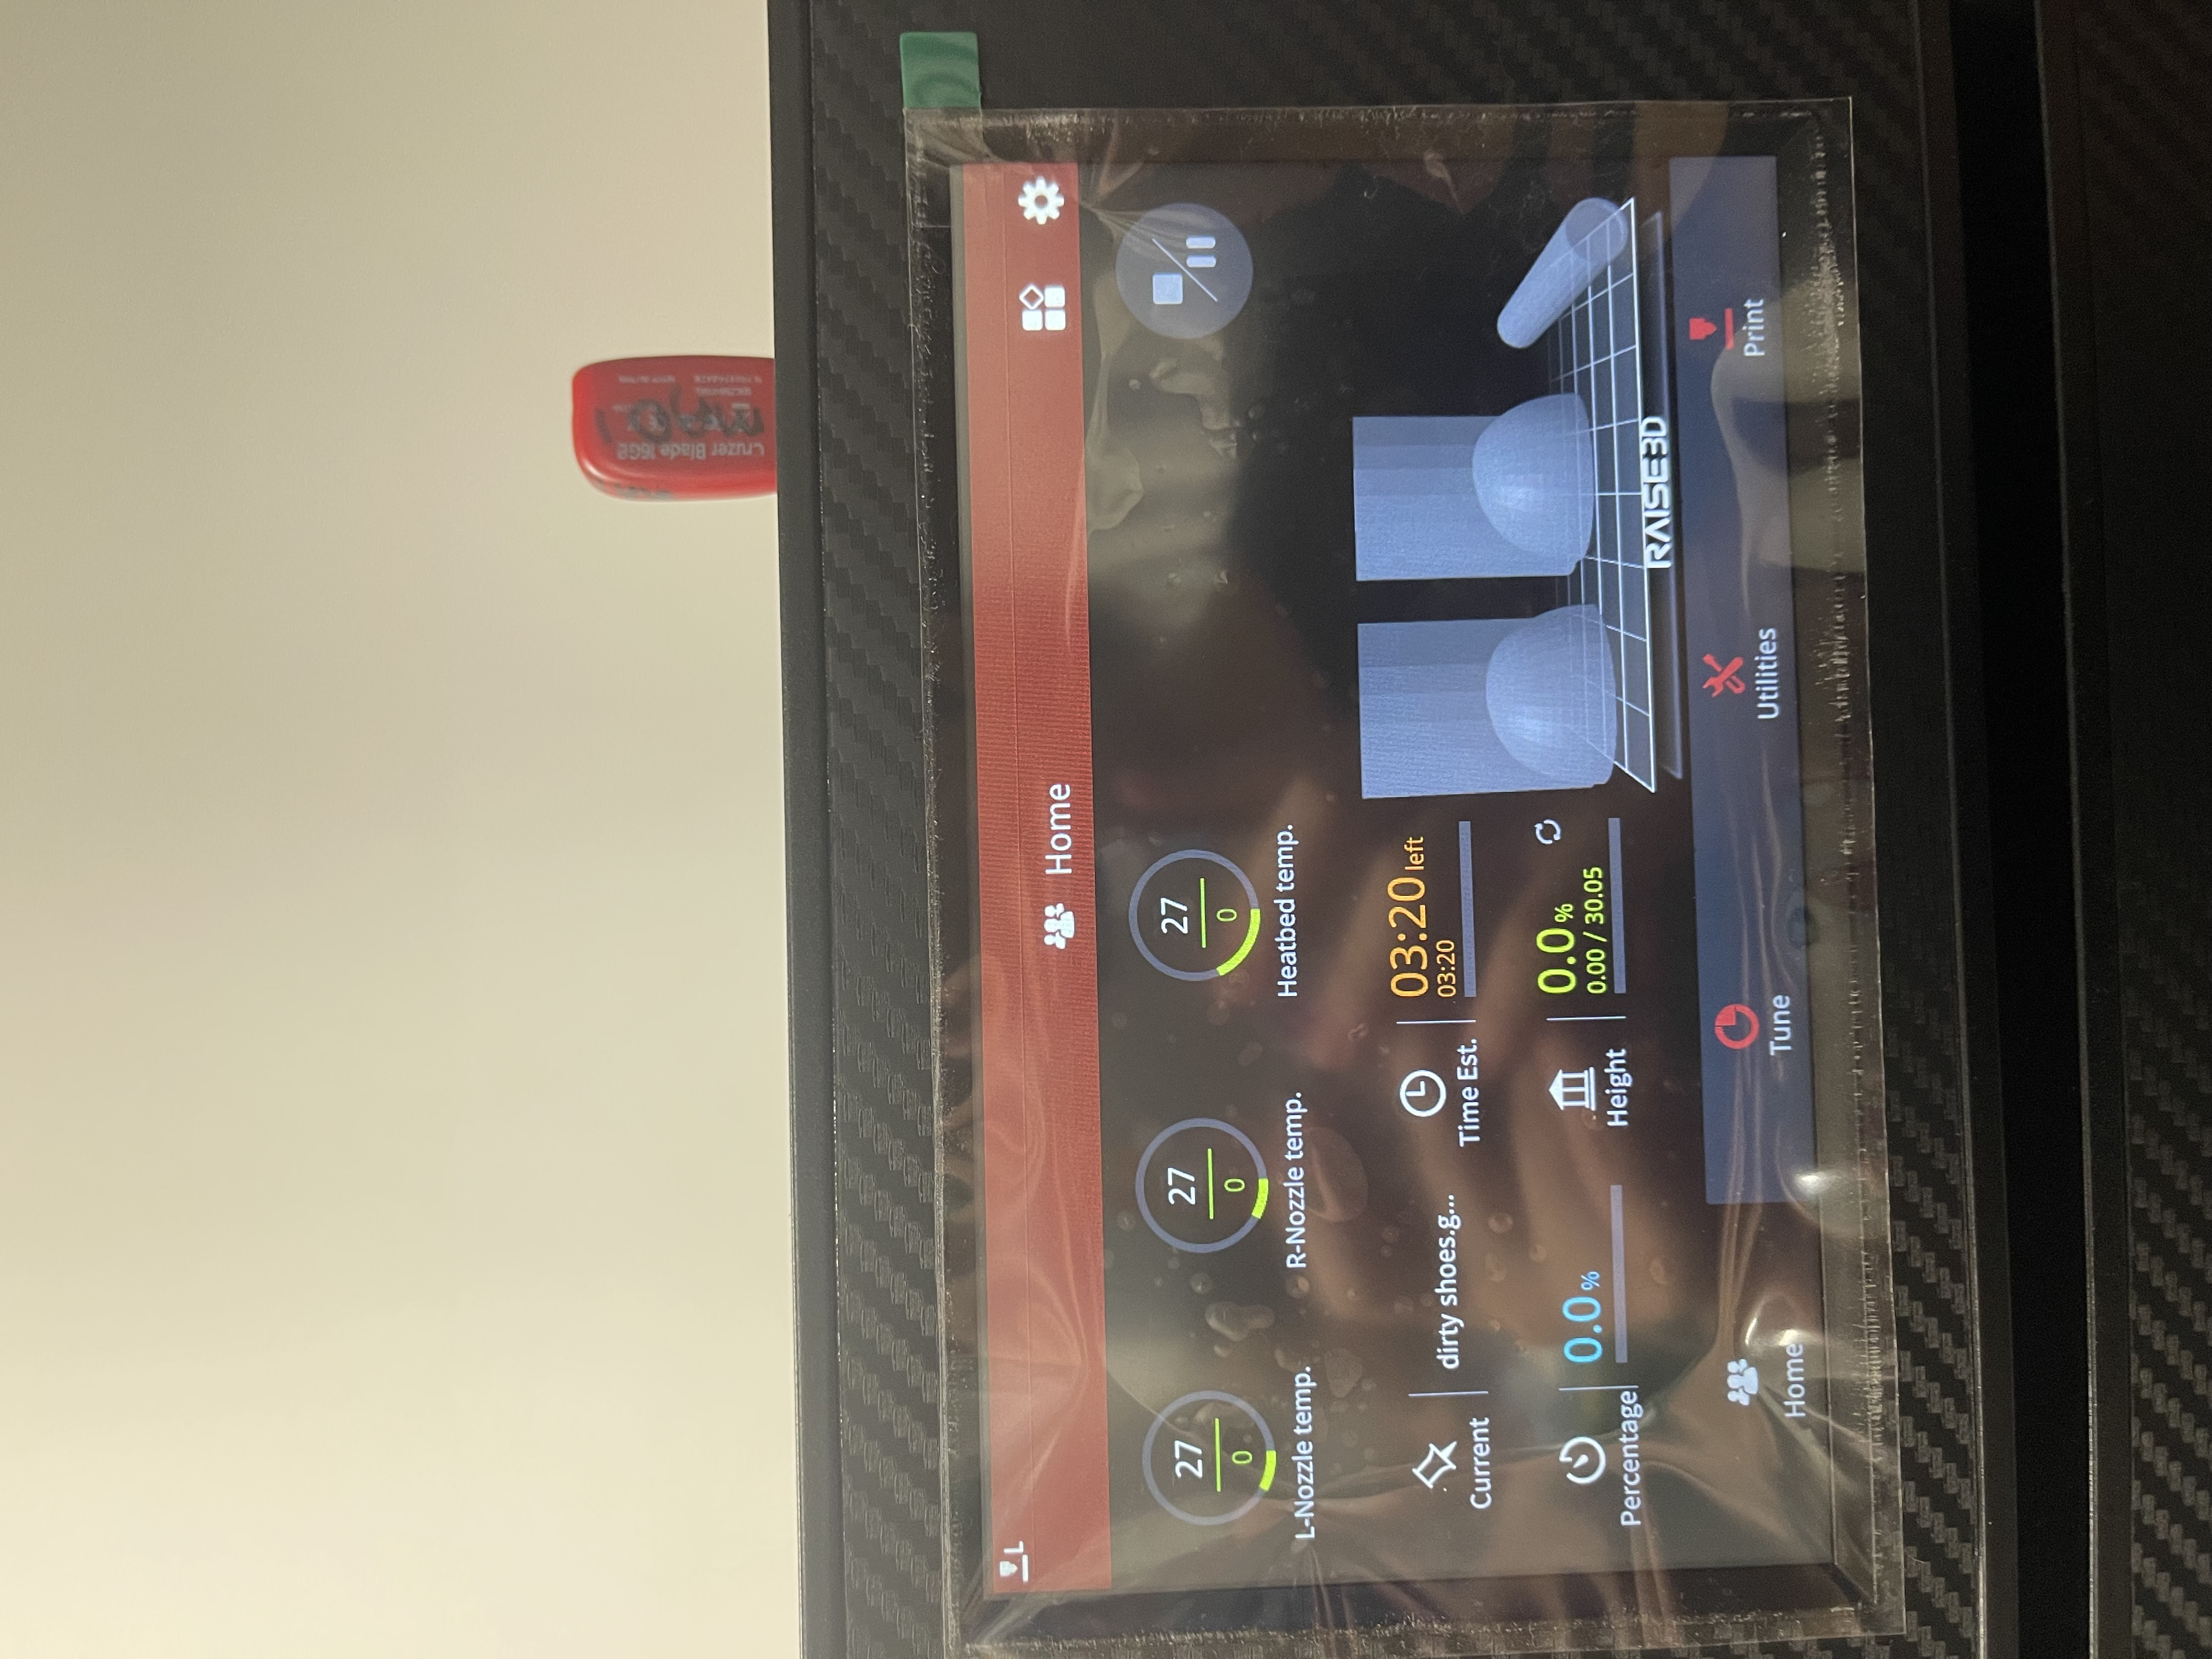 Cruzer Blade 16GB
L
Home
27
0
L-Nozzle temp.
27
0
R-Nozzle temp.
27
0
Heatbed temp.
Current
dirty shoes.g...
Time Est.
03:20 left
03:20
Percentage
0.0 %
Height
0.0 %
0.00 / 30.05
RAISE3D
Home
Tune
Utilities
Print